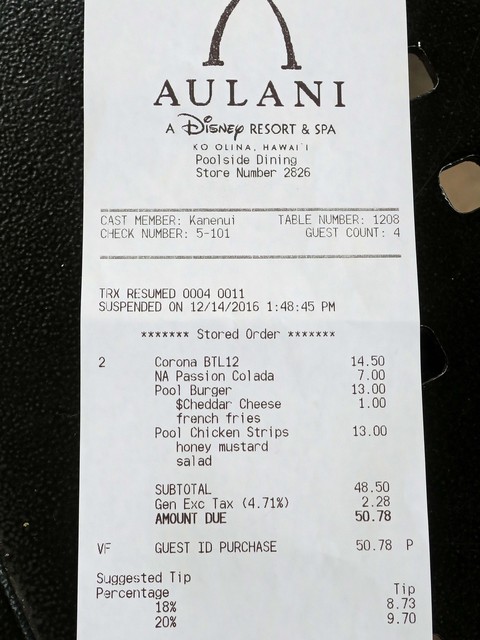 AULANI
A Disney RESORT & SPA
KO OLINA, HAWAI'I
Poolside Dining
Store Number 2826
CAST MEMBER: Kanenui TABLE NUMBER: 1208
CHECK NUMBER: 5-101 GUEST COUNT: 4
TRX RESUMED 0004 0011
SUSPENDED ON 12/14/2016 1:48:45 PM
******* Stored Order *******
2 Corona BTL12 14.50
NA Passion Colada 7.00
Pool Burger 13.00
$Cheddar Cheese 1.00
french fries
Pool Chicken Strips 13.00
honey mustard
salad
SUBTOTAL 48.50
Gen Exc Tax (4.71%) 2.28
AMOUNT DUE 50.78
VF GUEST ID PURCHASE 50.78 P
Suggested Tip
Percentage Tip
18% 8.73
20% 9.70